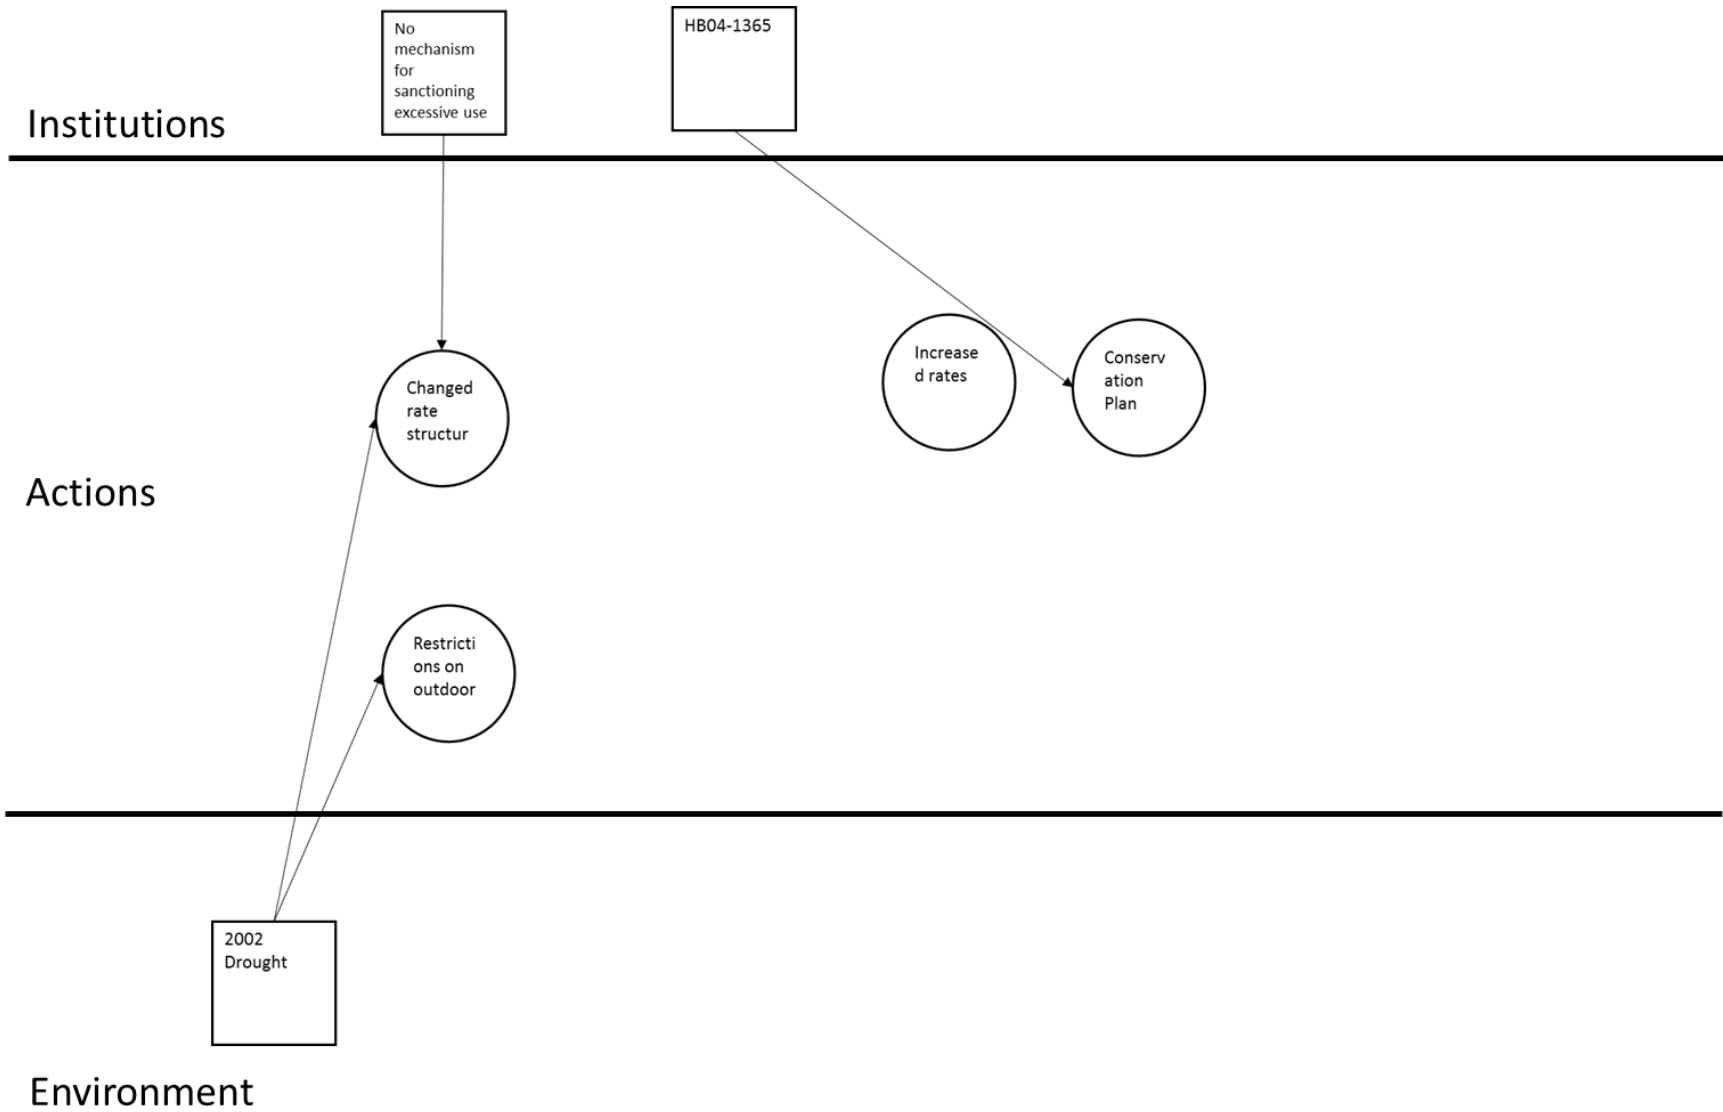 No
mechanism
for
sanctioning
excessive use
HB04-1365
Institutions
Increase
d rates
Conserv
ation
Plan
Changed
rate
structur
Actions
Restricti
ons on
outdoor
2002
Drought
Environment